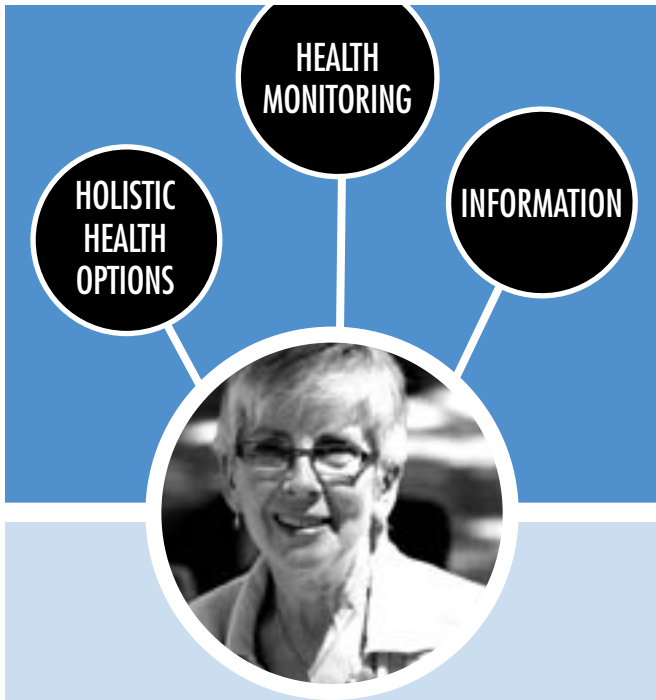 HEALTH
MONITORING
HOLISTIC
HEALTH
OPTIONS
INFORMATION